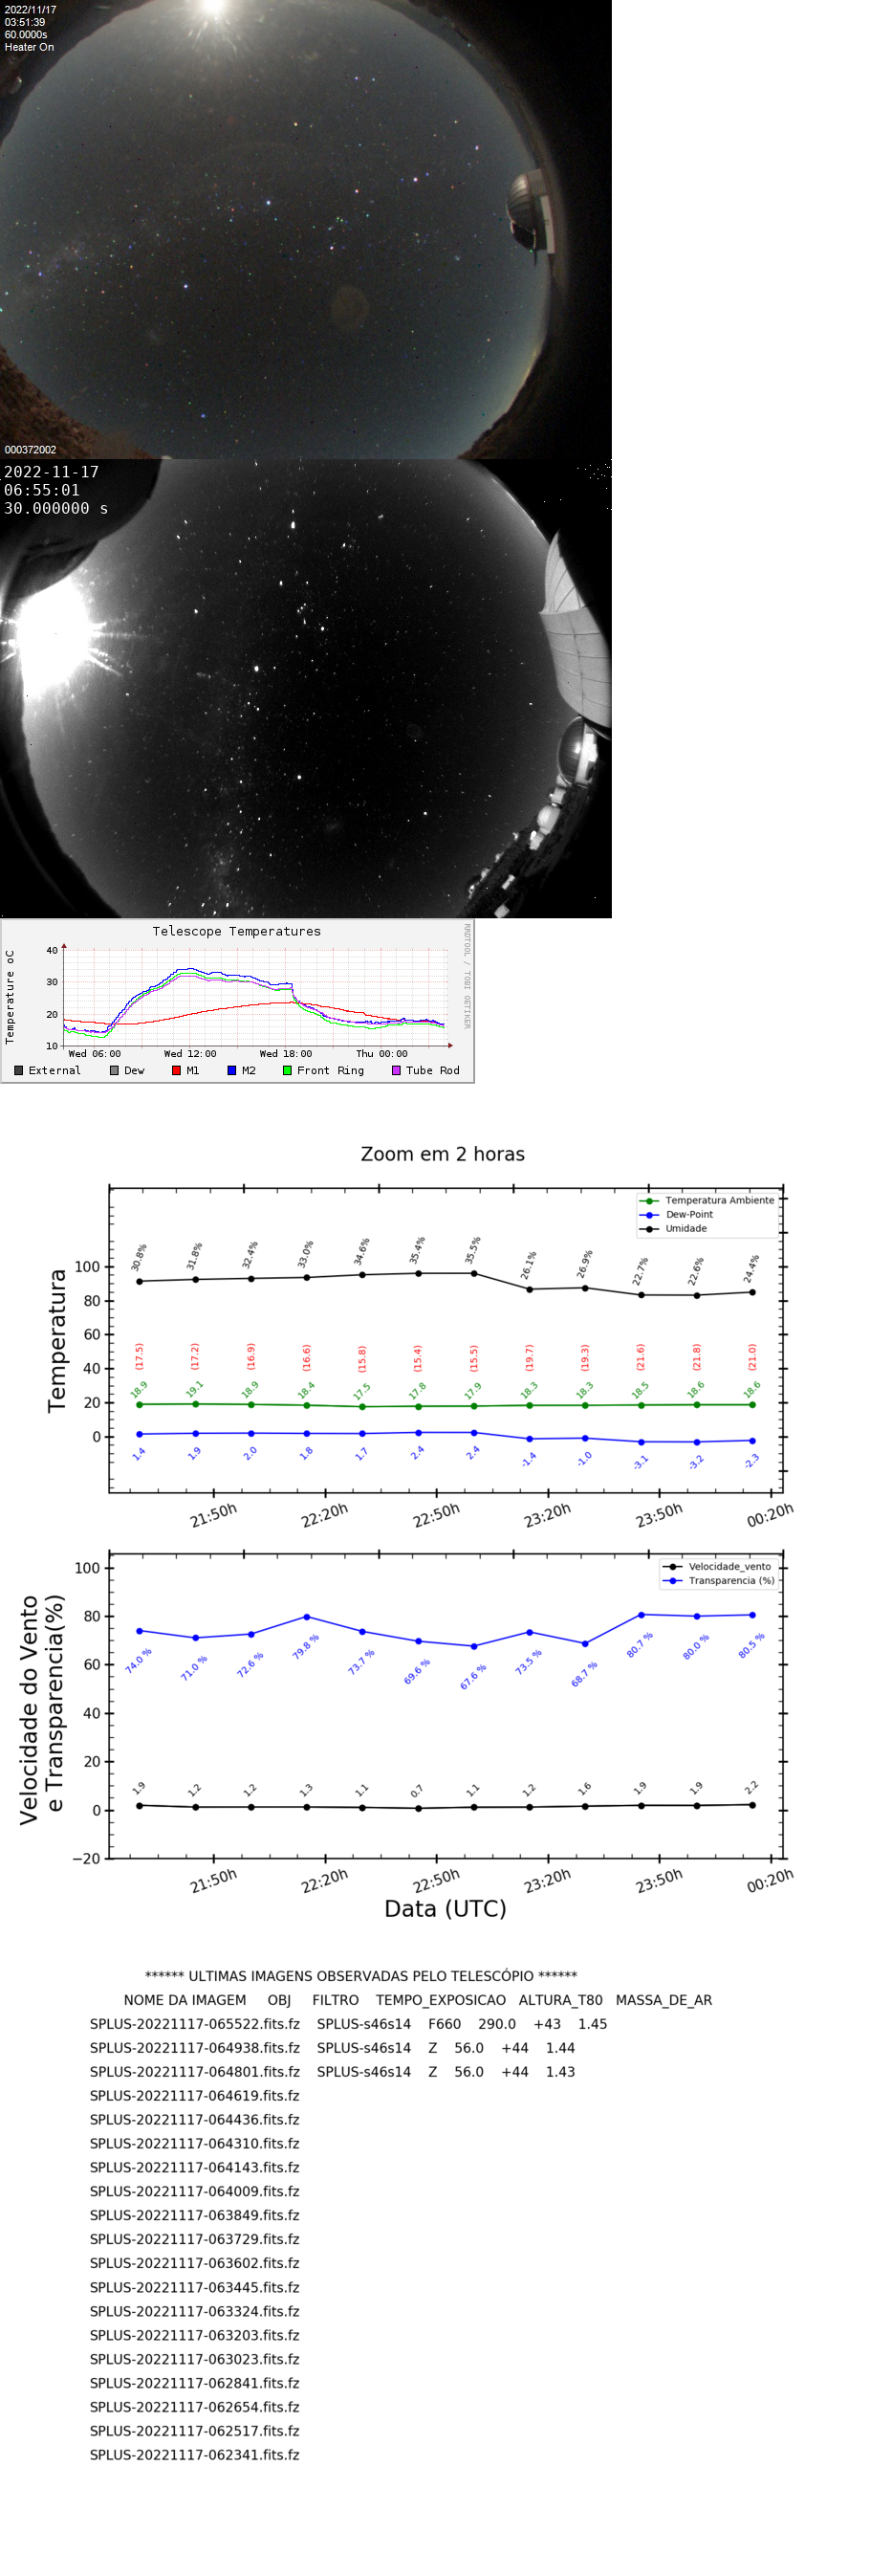 2022/11/17
03:51:39
60.0000s
Heater On
000372002
2022-11-17
06:55:01
30.000000 s
Telescope Temperatures
RRDTOOL / TOBI OETIKER
Temperature oC
40
30
20
10
Wed 06:00 Wed 12:00 Wed 18:00 Thu 00:00
External Dew M1 M2 Front Ring Tube Rod
Zoom em 2 horas
Temperatura Ambiente
Dew-Point
Umidade
Temperatura
100
80
60
40
20
0
30.8% 31.8% 32.4% 33.0% 34.6% 35.4% 35.5% 26.1% 26.9% 22.7% 22.6% 24.4%
(17.5) (17.2) (16.9) (16.6) (15.8) (15.4) (15.5) (19.7) (19.3) (21.6) (21.8) (21.0)
18.9 19.1 18.9 18.4 17.5 17.8 17.9 18.3 18.3 18.5 18.6 18.6
1.4 1.9 2.0 1.8 1.7 2.4 2.4 -1.4 -1.0 -3.1 -3.2 -2.3
21:50h 22:20h 22:50h 23:20h 23:50h 00:20h
Velocidade_vento
Transparencia (%)
Velocidade do Vento
e Transparencia(%)
100
80
60
40
20
0
−20
74.0 % 71.0 % 72.6 % 79.8 % 73.7 % 69.6 % 67.6 % 73.5 % 68.7 % 80.7 % 80.0 % 80.5 %
1.9 1.2 1.2 1.3 1.1 0.7 1.1 1.2 1.6 1.9 1.9 2.2
21:50h 22:20h 22:50h 23:20h 23:50h 00:20h
Data (UTC)
****** ULTIMAS IMAGENS OBSERVADAS PELO TELESCÓPIO ******
NOME DA IMAGEM OBJ FILTRO TEMPO_EXPOSICAO ALTURA_T80 MASSA_DE_AR
SPLUS-20221117-065522.fits.fz SPLUS-s46s14 F660 290.0 +43 1.45
SPLUS-20221117-064938.fits.fz SPLUS-s46s14 Z 56.0 +44 1.44
SPLUS-20221117-064801.fits.fz SPLUS-s46s14 Z 56.0 +44 1.43
SPLUS-20221117-064619.fits.fz
SPLUS-20221117-064436.fits.fz
SPLUS-20221117-064310.fits.fz
SPLUS-20221117-064143.fits.fz
SPLUS-20221117-064009.fits.fz
SPLUS-20221117-063849.fits.fz
SPLUS-20221117-063729.fits.fz
SPLUS-20221117-063602.fits.fz
SPLUS-20221117-063445.fits.fz
SPLUS-20221117-063324.fits.fz
SPLUS-20221117-063203.fits.fz
SPLUS-20221117-063023.fits.fz
SPLUS-20221117-062841.fits.fz
SPLUS-20221117-062654.fits.fz
SPLUS-20221117-062517.fits.fz
SPLUS-20221117-062341.fits.fz